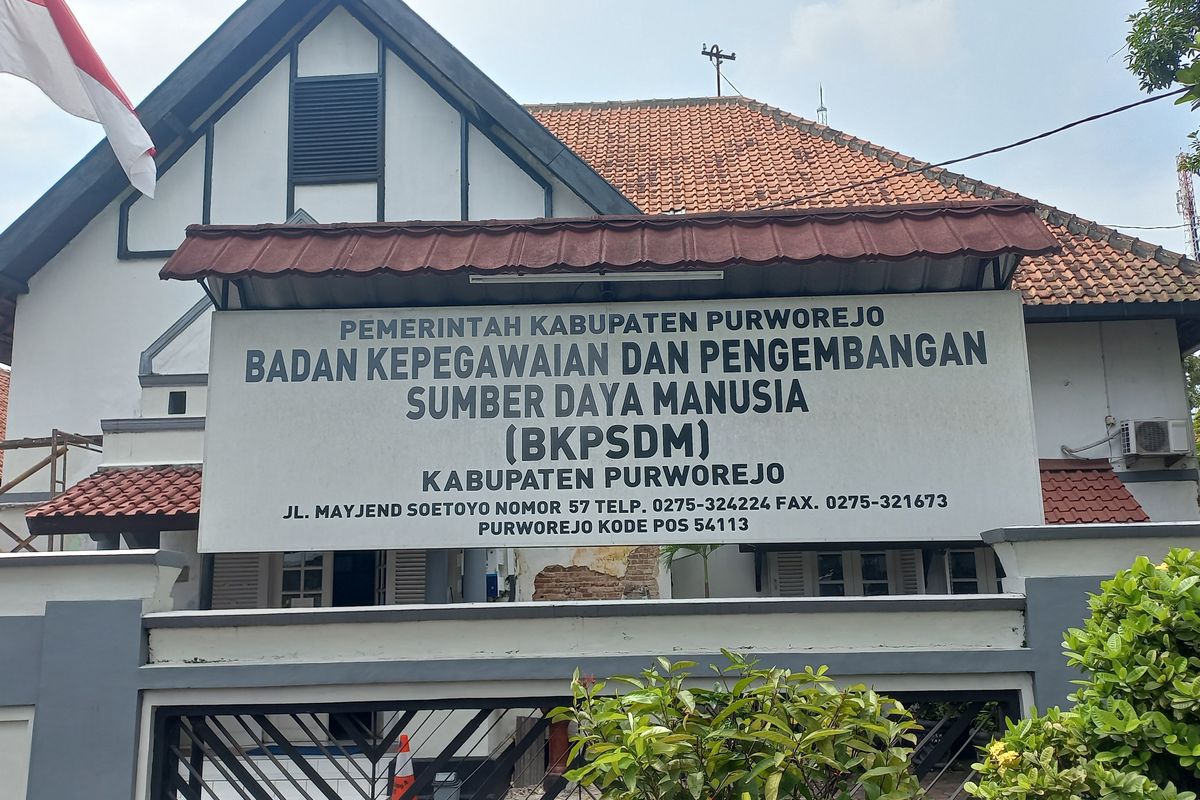 PEMERINTAH KABUPATEN PURWOREJO
BADAN KEPEGAWAIAN DAN PENGEMBANGAN
SUMBER DAYA MANUSIA
(BKPSDM)
KABUPATEN PURWOREJO
JL. MAYJEND SOETOYO NOMOR 57 TELP. 0275-324224 FAX. 0275-321673
PURWOREJO KODE POS 54113